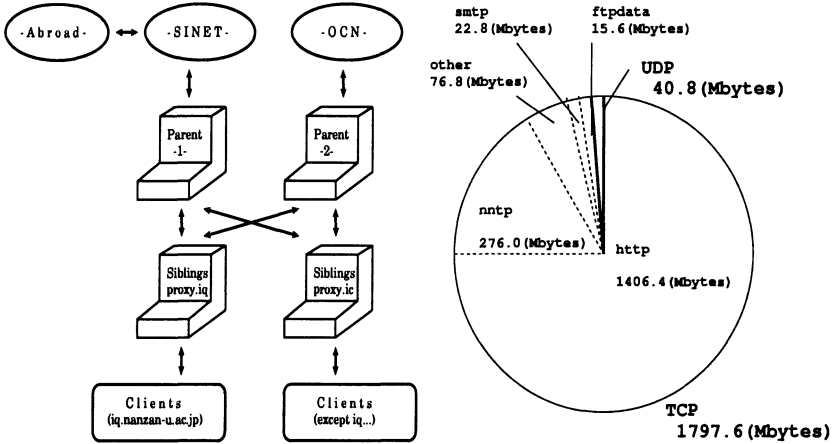 -Abroad-
-SINET-
-OCN-
Parent
-1-
Parent
-2-
Siblings
proxy.iq
Siblings
proxy.ic
Clients
(iq.nanzan-u.ac.jp)
Clients
(except iq...)
smtp
22.8(Mbytes)
ftpdata
15.6(Mbytes)
other
76.8(Mbytes)
UDP
40.8(Mbytes)
nntp
276.0(Mbytes)
http
1406.4(Mbytes)
TCP
1797.6(Mbytes)